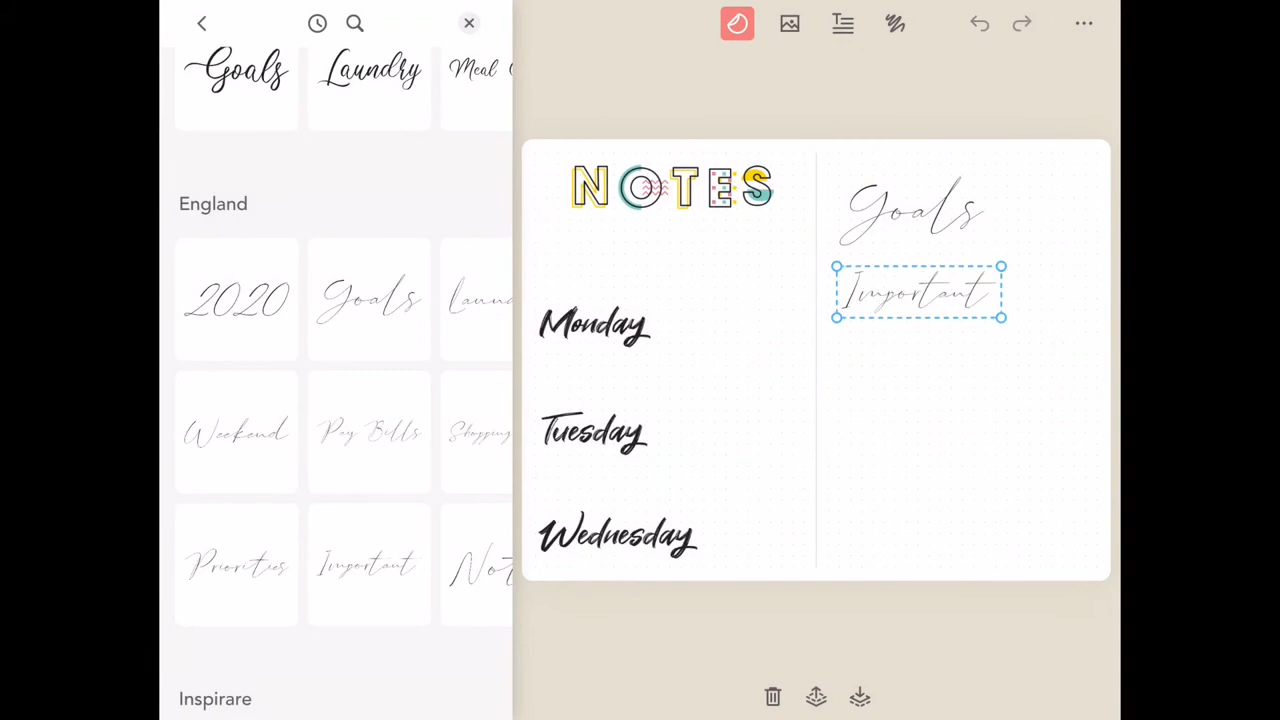 Goals
Laundry
Meal
England
2020
Goals
Weekend
Pay Bills
Shopping
Priorities
Important
Inspirare
NOTES
Monday
Tuesday
Wednesday
Goals
Important